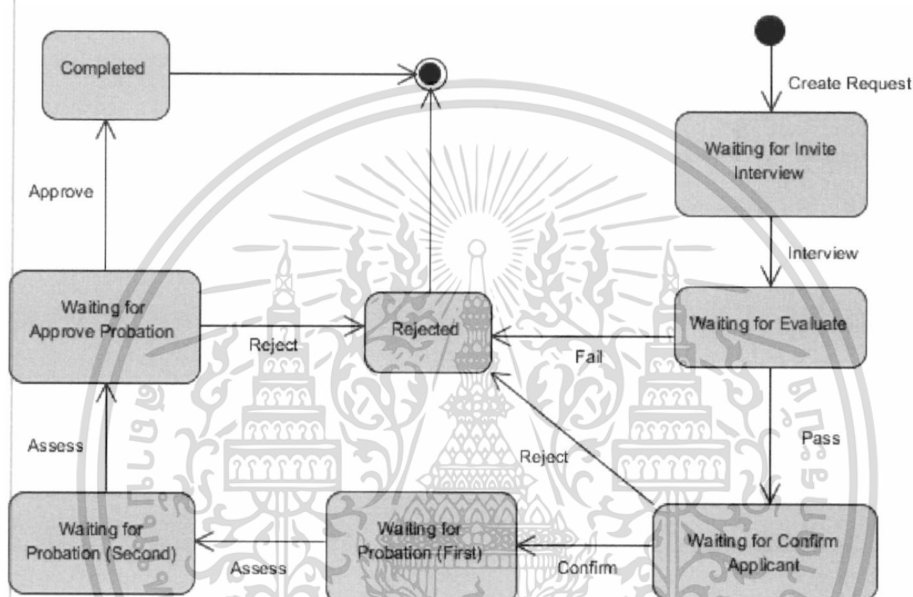 Completed
Create Request
Waiting for Invite
Interview
Approve
Interview
Waiting for
Approve Probation
Rejected
Waiting for Evaluate
Reject
Fail
Assess
Pass
Reject
Waiting for
Probation (Second)
Waiting for
Probation (First)
Waiting for Confirm
Applicant
Assess
Confirm